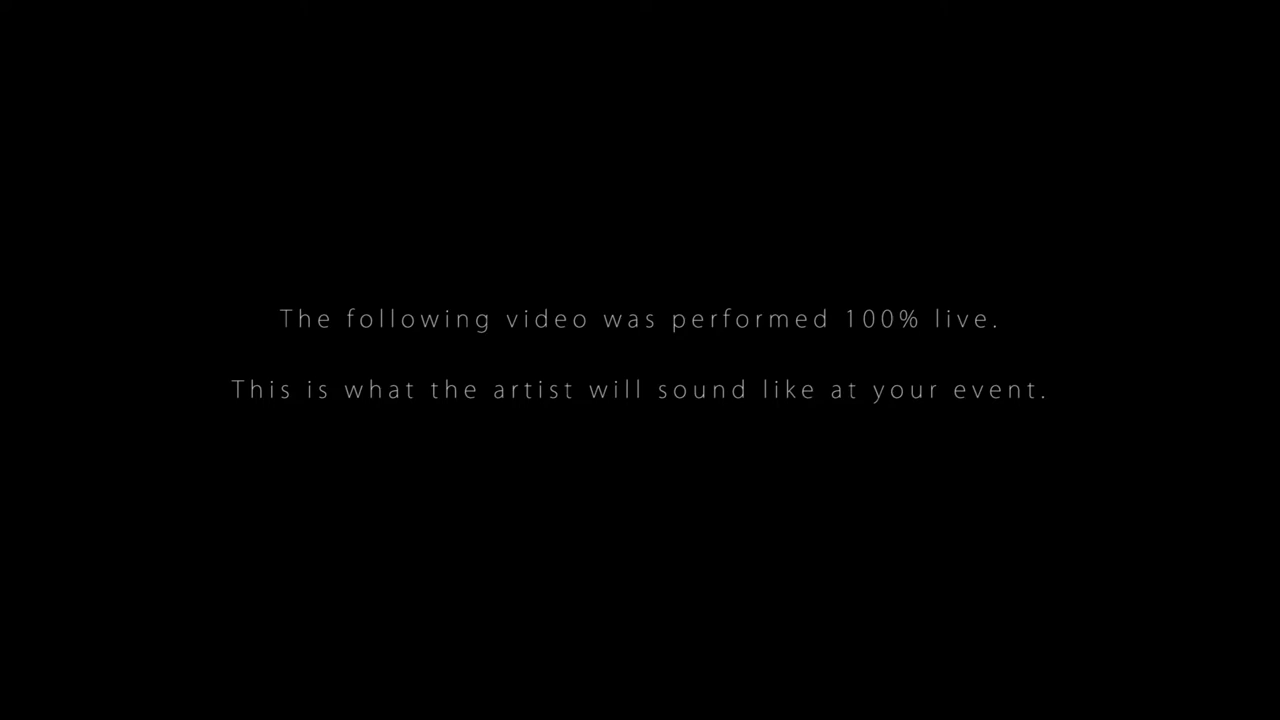 The following video was performed 100% live.
This is what the artist will sound like at your event.